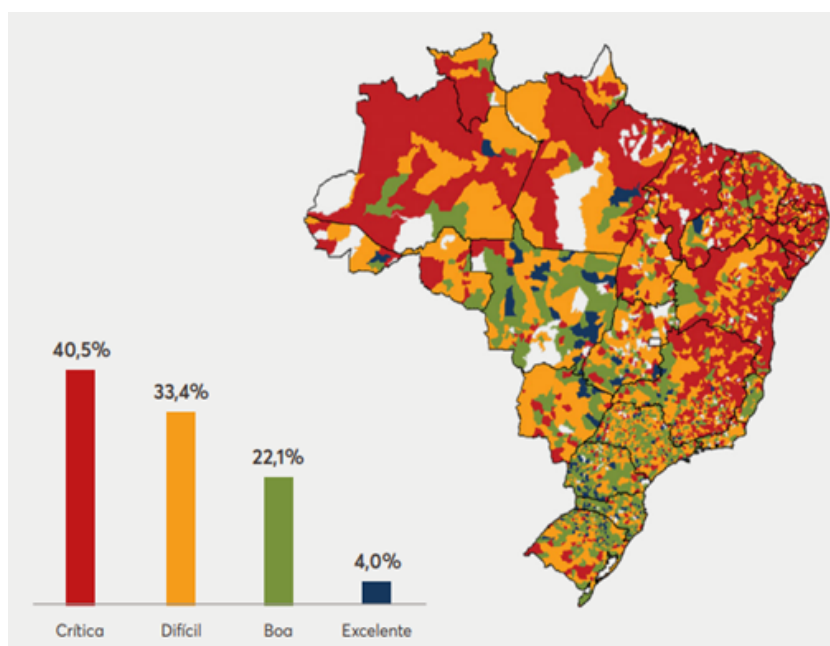 40,5%
33,4%
22,1%
4,0%
Crítica
Difícil
Boa
Excelente